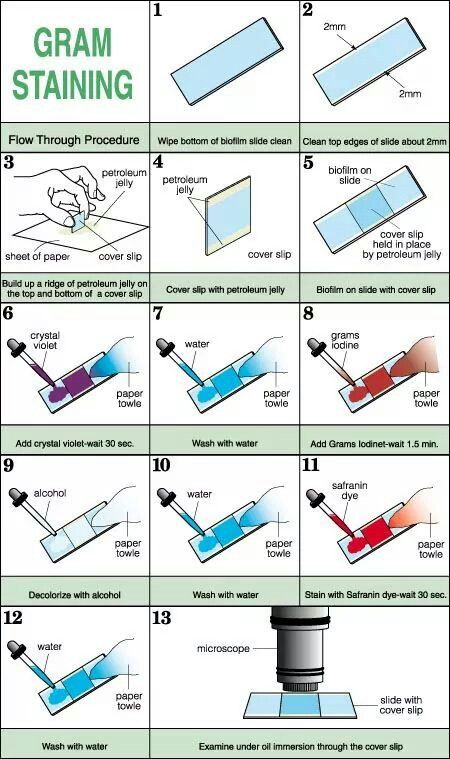 GRAM
STAINING
Flow Through Procedure
1
Wipe bottom of biofilm slide clean
2
2mm
2mm
Clean top edges of slide about 2mm
3
petroleum
jelly
sheet of paper
cover slip
Build up a ridge of petroleum jelly on
the top and bottom of a cover slip
4
petroleum
jelly
cover slip
Cover slip with petroleum jelly
5
biofilm on
slide
cover slip
held in place
by petroleum jelly
Biofilm on slide with cover slip
6
crystal
violet
paper
towle
Add crystal violet-wait 30 sec.
7
water
paper
towle
Wash with water
8
grams
iodine
paper
towle
Add Grams Iodinet-wait 1.5 min.
9
alcohol
paper
towle
Decolorize with alcohol
10
water
paper
towle
Wash with water
11
safranin
dye
paper
towle
Stain with Safranin dye-wait 30 sec.
12
water
paper
towle
Wash with water
13
microscope
slide with
cover slip
Examine under oil immersion through the cover slip